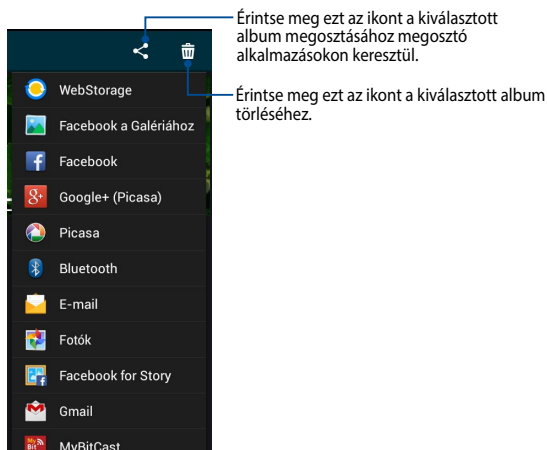 Érintse meg ezt az ikont a kiválasztott
album megosztásához megosztó
alkalmazásokon keresztül.
Érintse meg ezt az ikont a kiválasztott album
törléséhez.
WebStorage
Facebook a Galériához
Facebook
Google+ (Picasa)
Picasa
Bluetooth
E-mail
Fotók
Facebook for Story
Gmail
MyBitCast